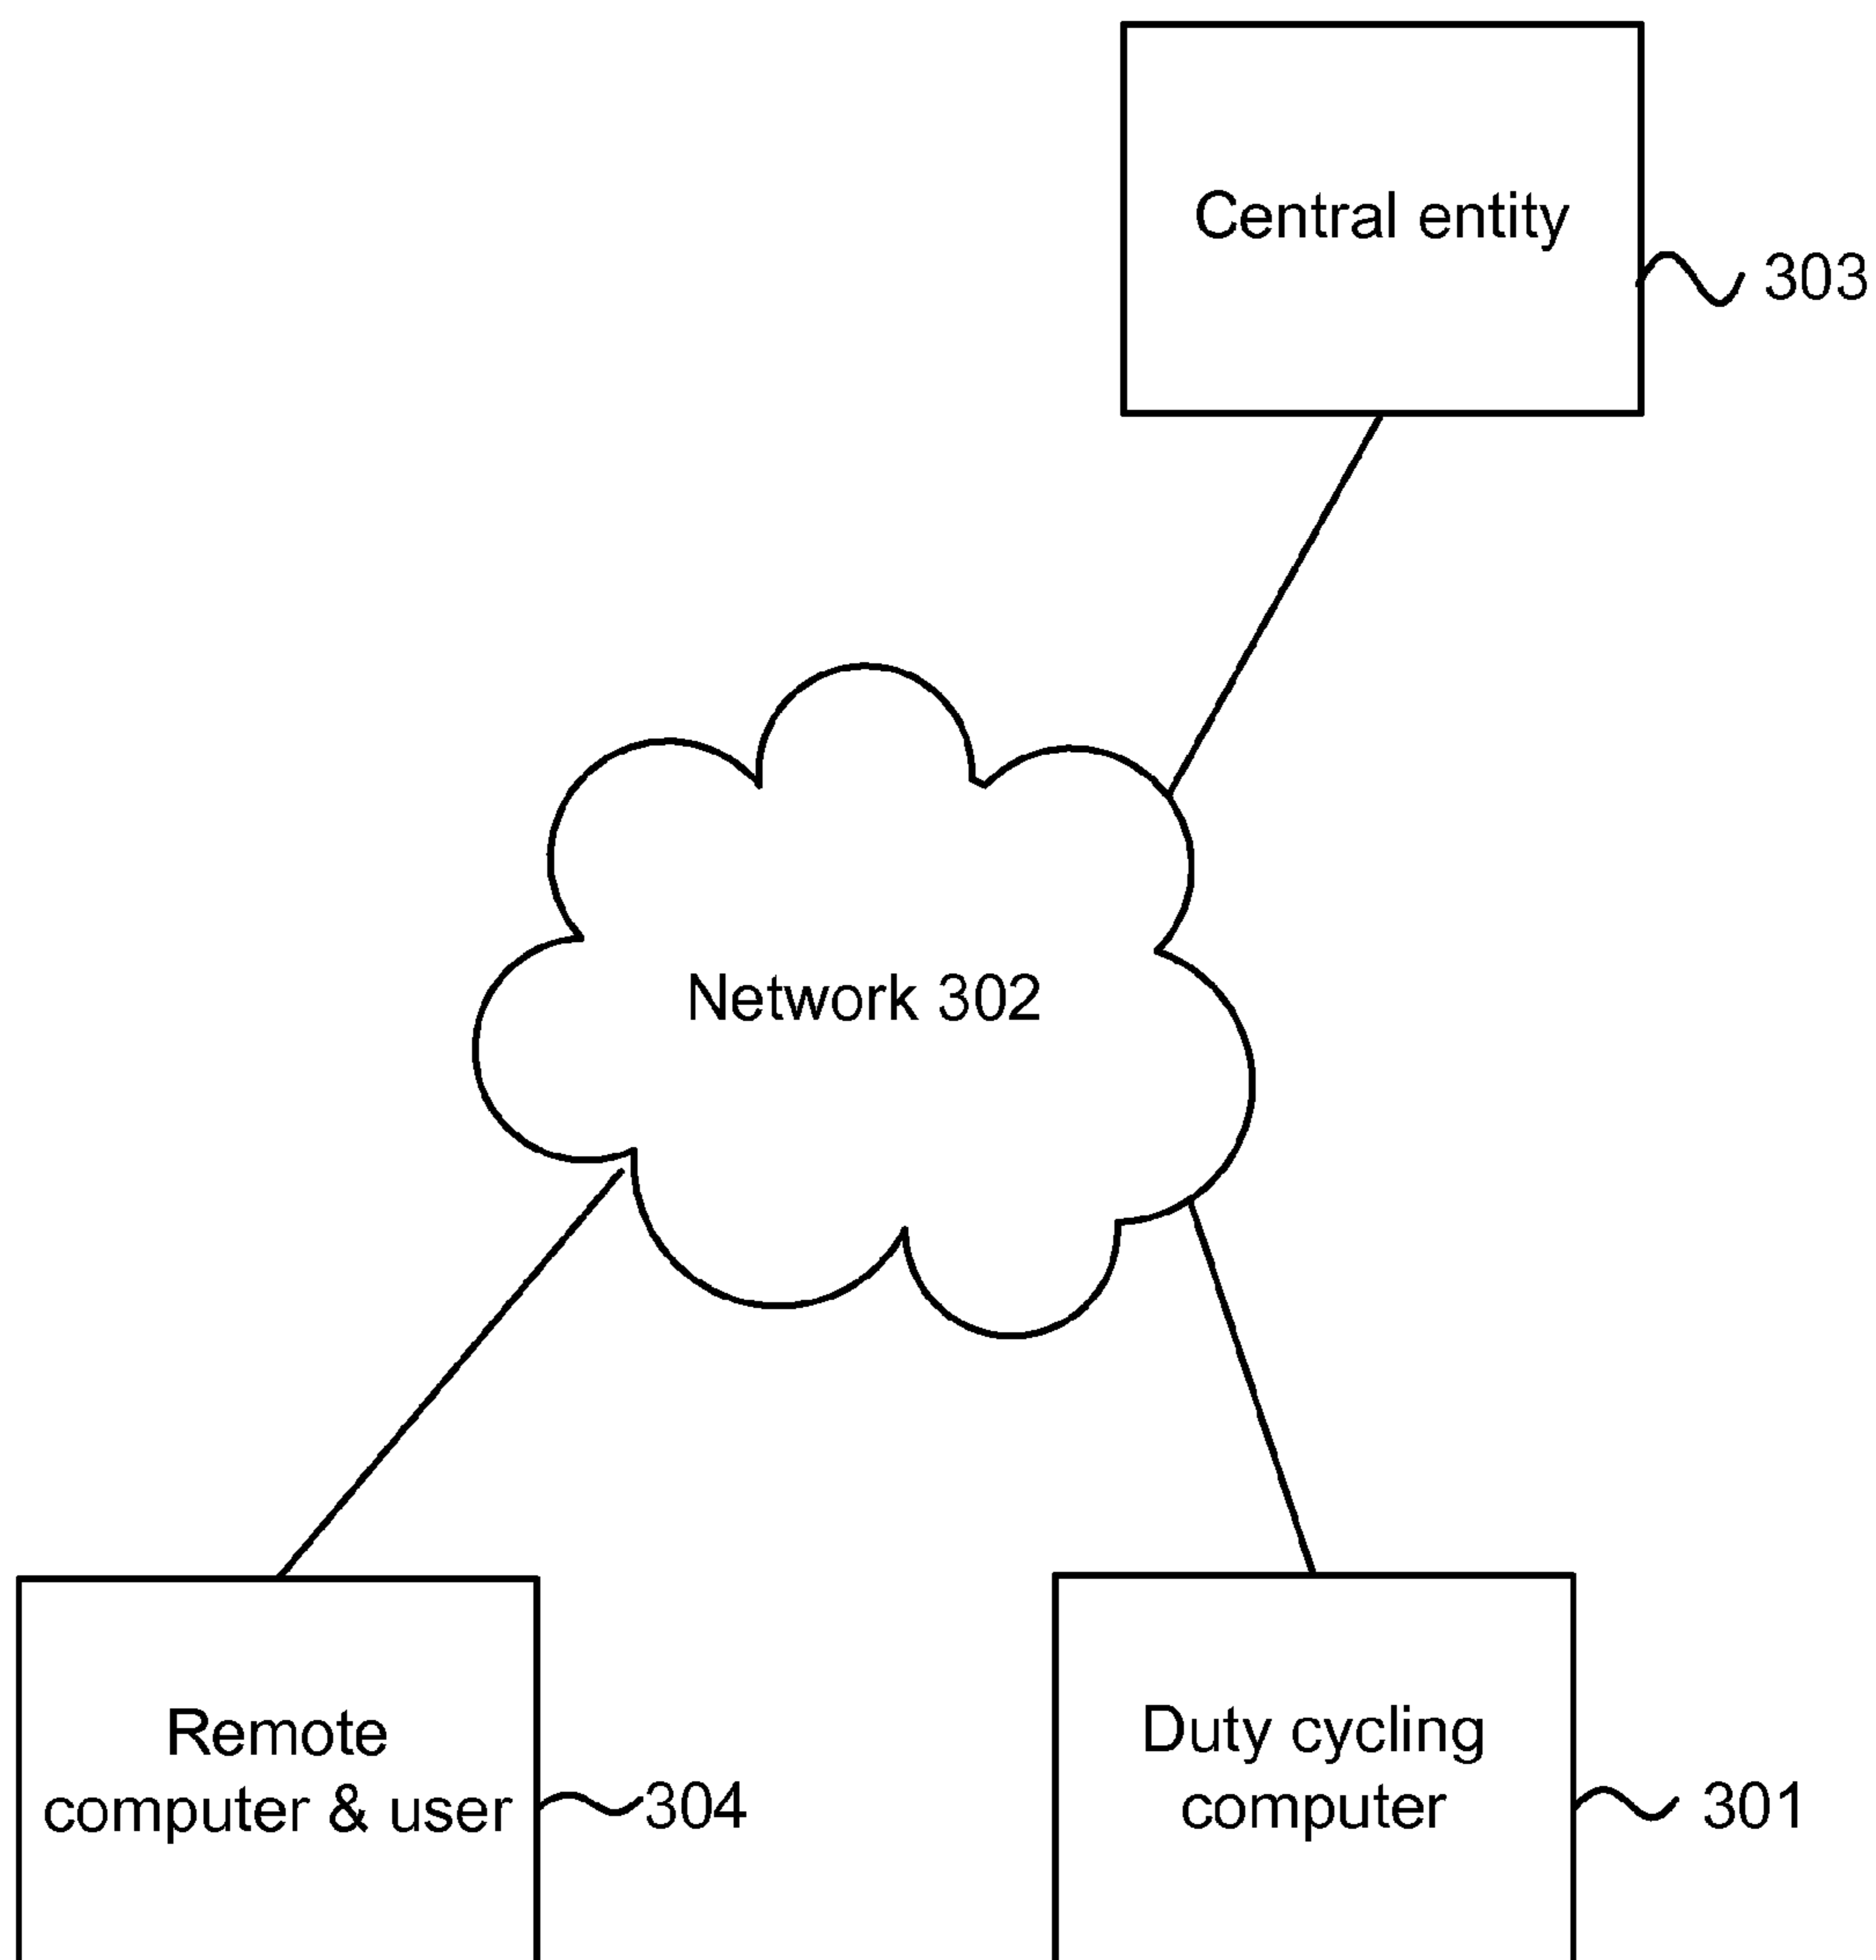 Central entity
303
Network 302
Remote
computer & user
304
Duty cycling
computer
301